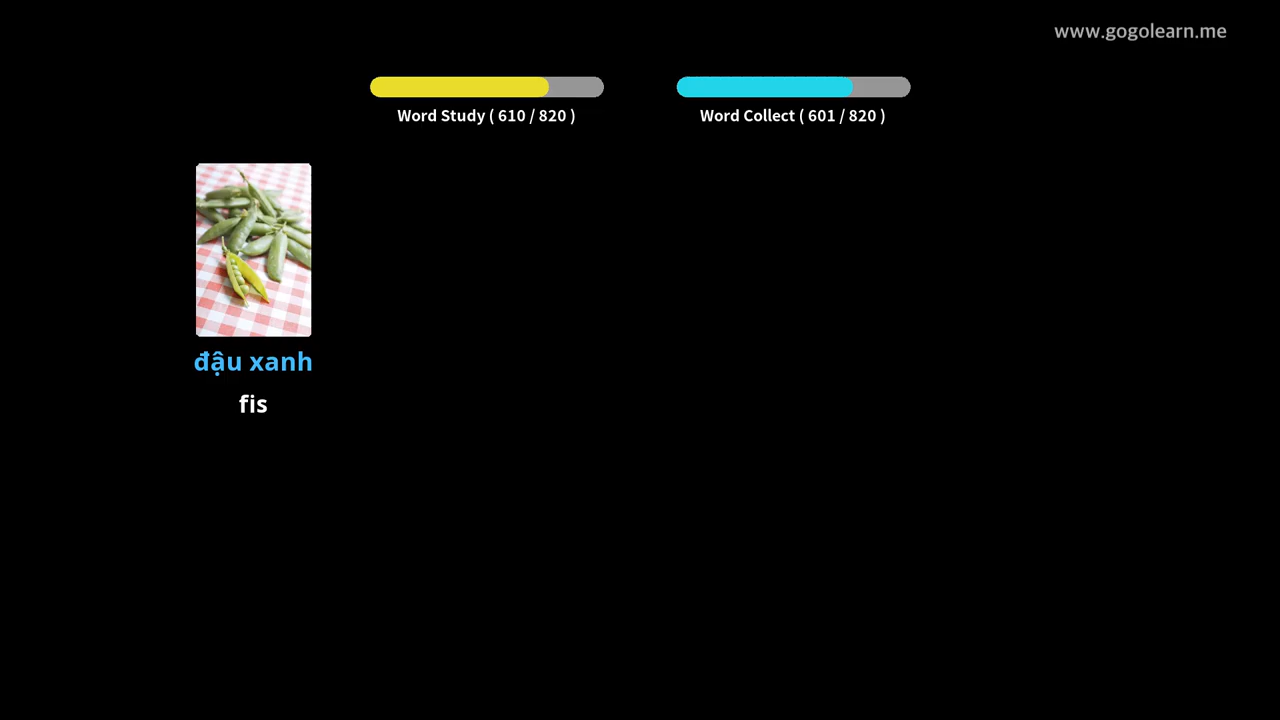 www.gogolearn.me
Word Study ( 610 / 820 )
Word Collect ( 601 / 820 )
đậu xanh
fis